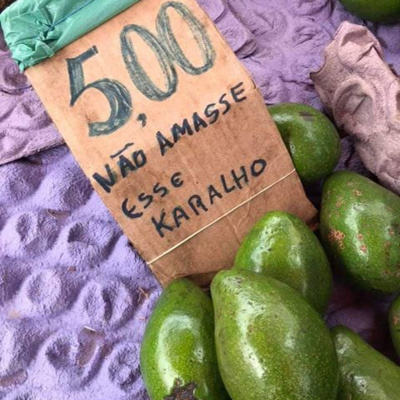 5,00
NÃO AMASSE
ESSE
KARALHO